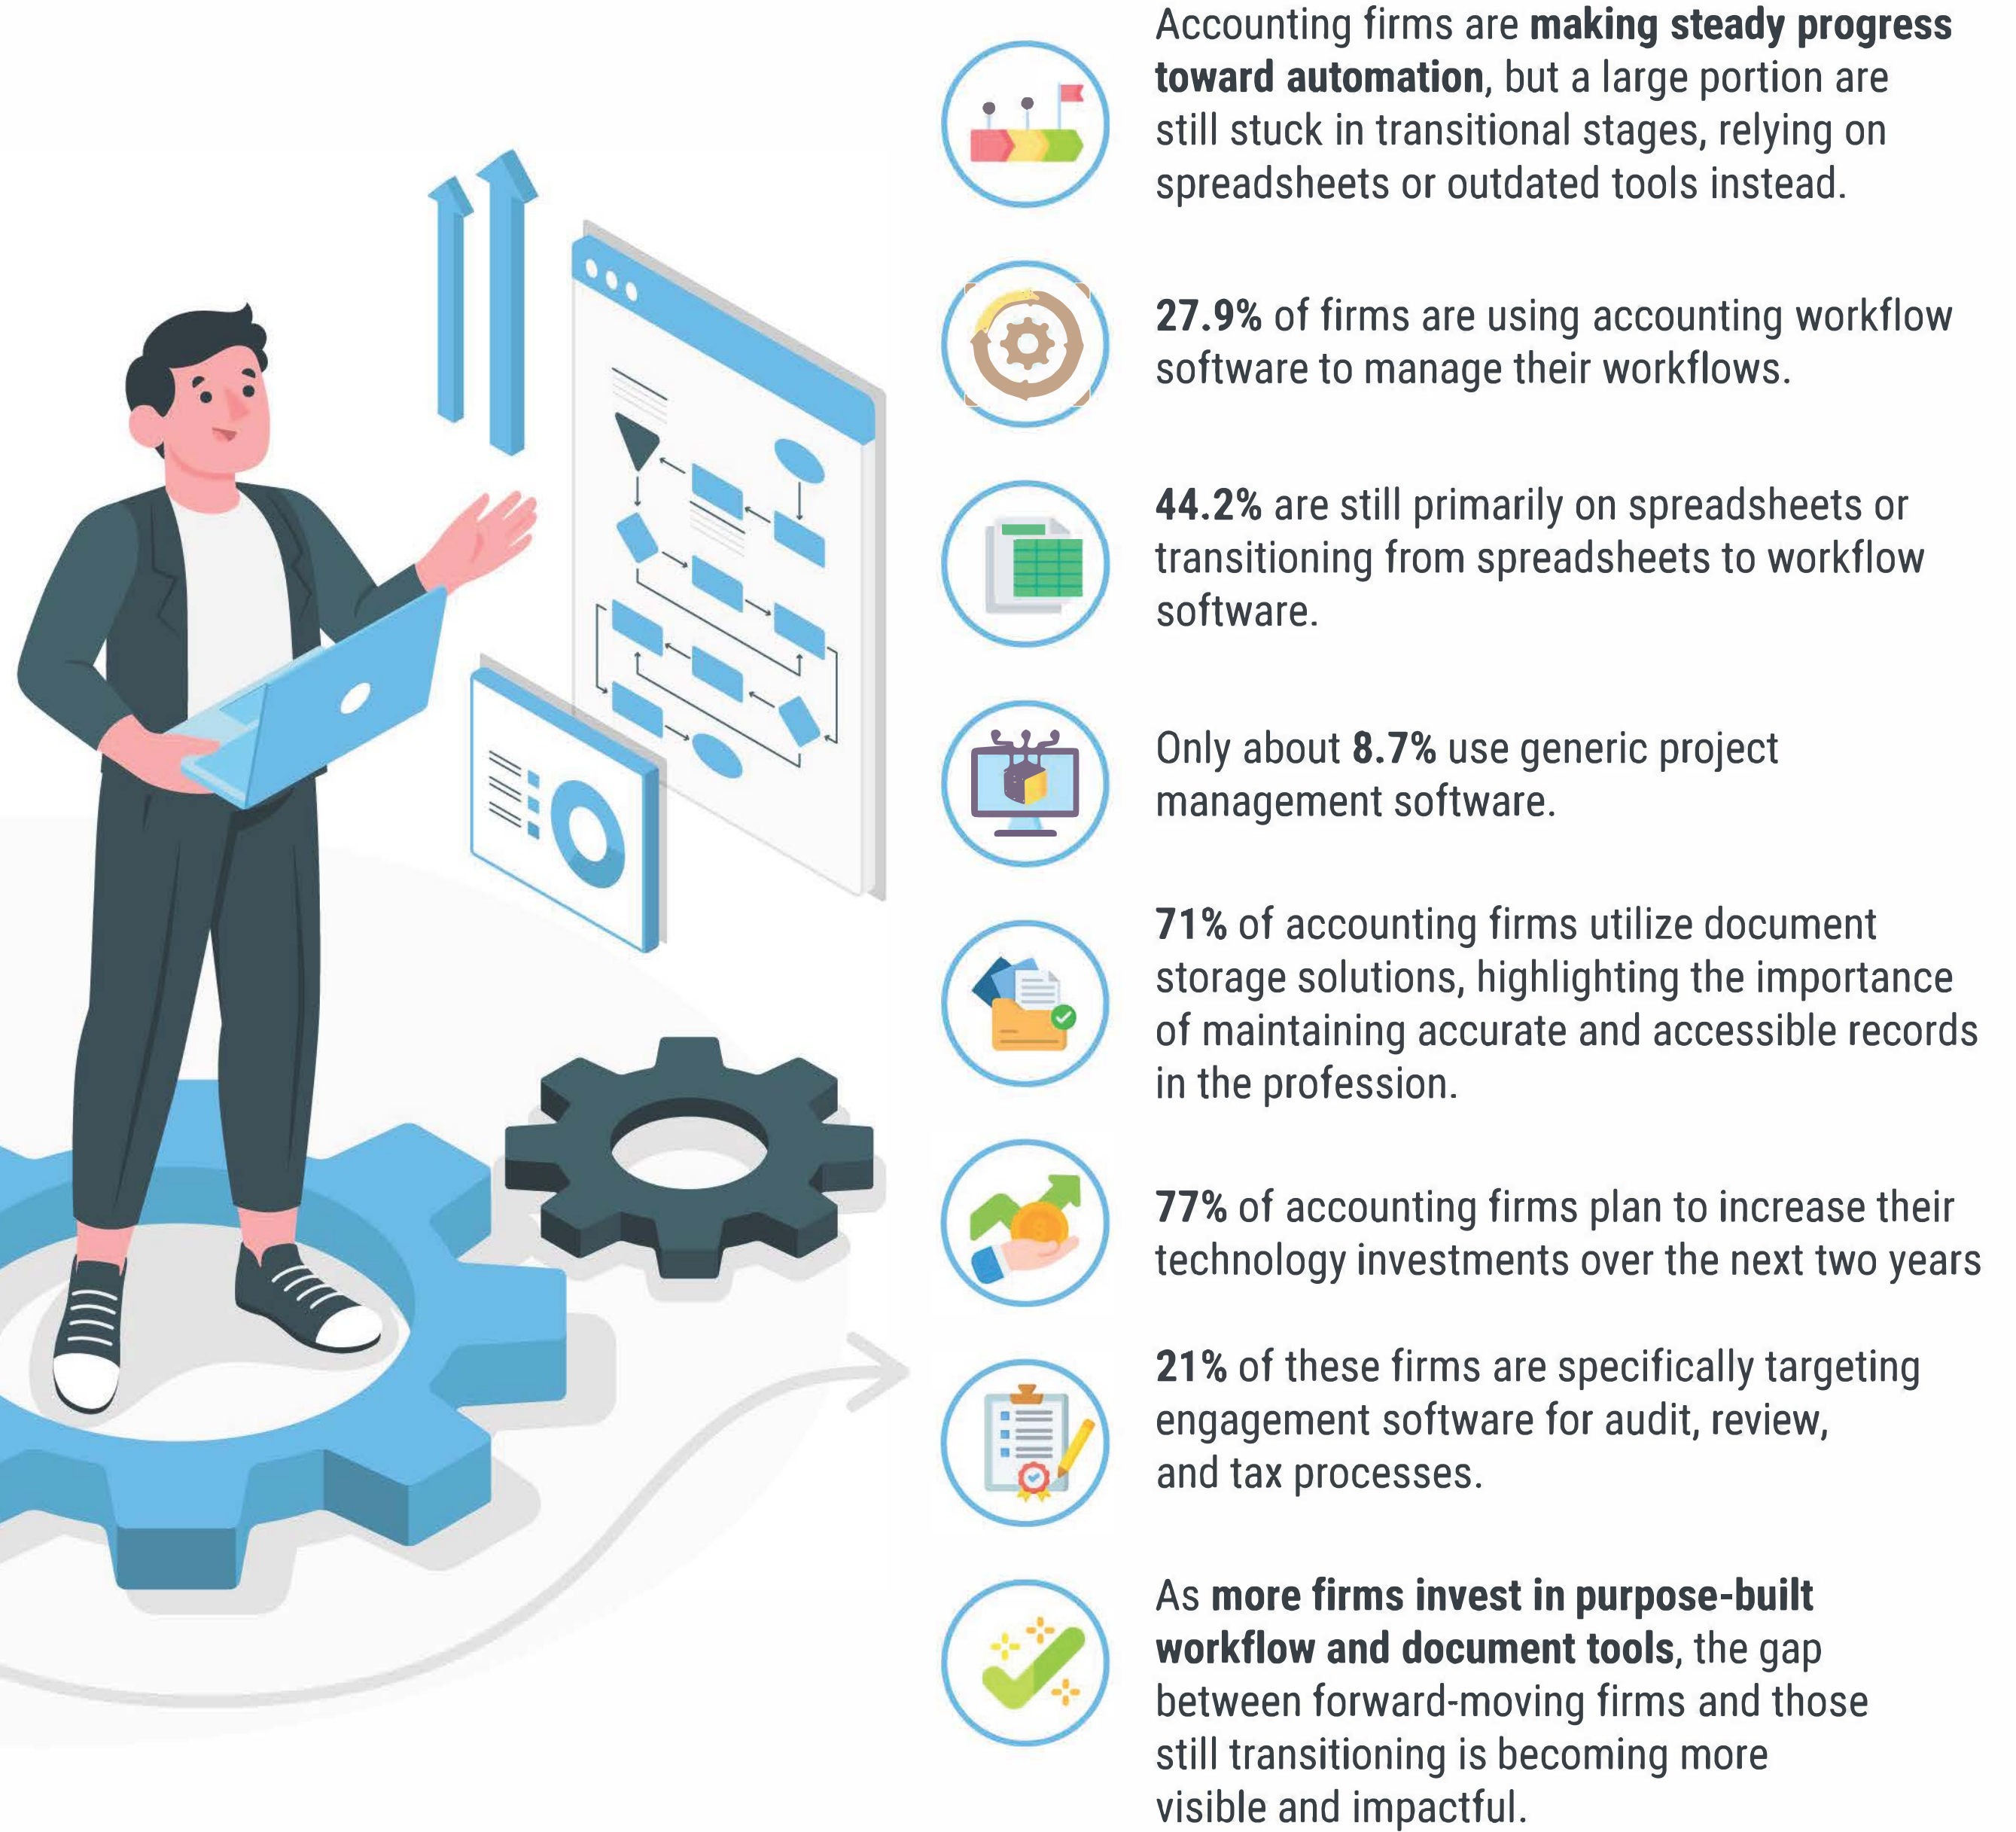 Accounting firms are making steady progress
toward automation, but a large portion are
still stuck in transitional stages, relying on
spreadsheets or outdated tools instead.
27.9% of firms are using accounting workflow
software to manage their workflows.
44.2% are still primarily on spreadsheets or
transitioning from spreadsheets to workflow
software.
Only about 8.7% use generic project
management software.
71% of accounting firms utilize document
storage solutions, highlighting the importance
of maintaining accurate and accessible records
in the profession.
77% of accounting firms plan to increase their
technology investments over the next two years
21% of these firms are specifically targeting
engagement software for audit, review,
and tax processes.
As more firms invest in purpose-built
workflow and document tools, the gap
between forward-moving firms and those
still transitioning is becoming more
visible and impactful.